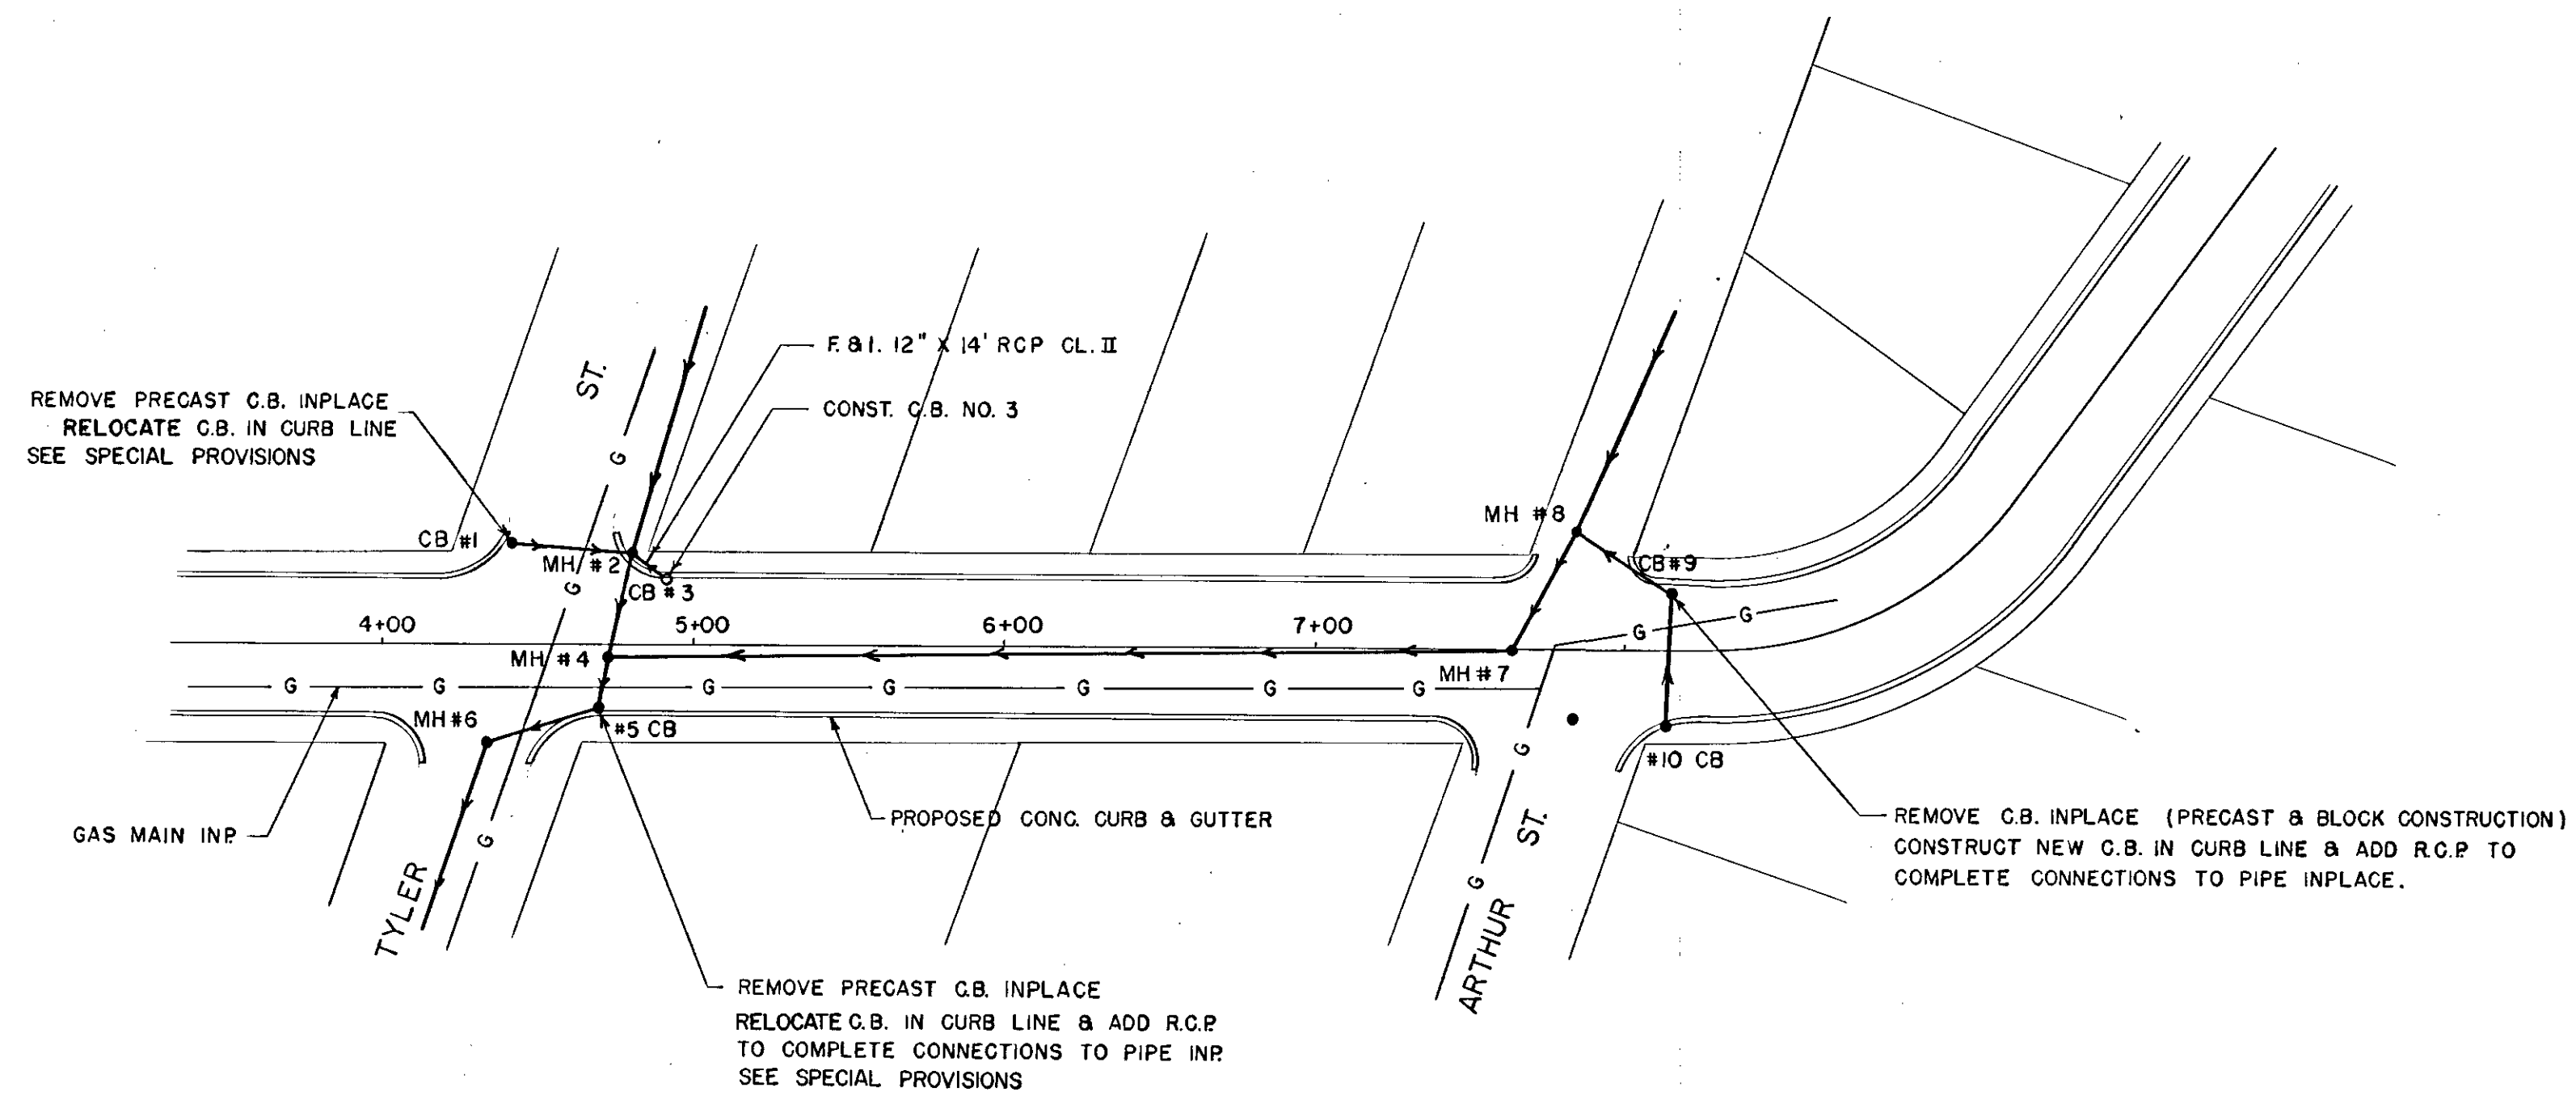 F. & I. 12" X 14' RCP CL. II
ST.
REMOVE PRECAST C.B. INPLACE
RELOCATE C.B. IN CURB LINE
SEE SPECIAL PROVISIONS
CONST. C.B. NO. 3
G
CB #1
MH #2
G
CB #3
MH #8
CB #9
4+00
5+00
6+00
7+00
G
G
MH #4
MH #7
G
G
G
G
G
G
G
MH #6
#5 CB
G
#10 CB
GAS MAIN INP.
G
PROPOSED CONC. CURB & GUTTER
ST.
REMOVE C.B. INPLACE (PRECAST & BLOCK CONSTRUCTION)
CONSTRUCT NEW C.B. IN CURB LINE & ADD R.C.P. TO
COMPLETE CONNECTIONS TO PIPE INPLACE.
G
TYLER
ARTHUR
REMOVE PRECAST C.B. INPLACE
RELOCATE C.B. IN CURB LINE & ADD R.C.P.
TO COMPLETE CONNECTIONS TO PIPE INP.
SEE SPECIAL PROVISIONS